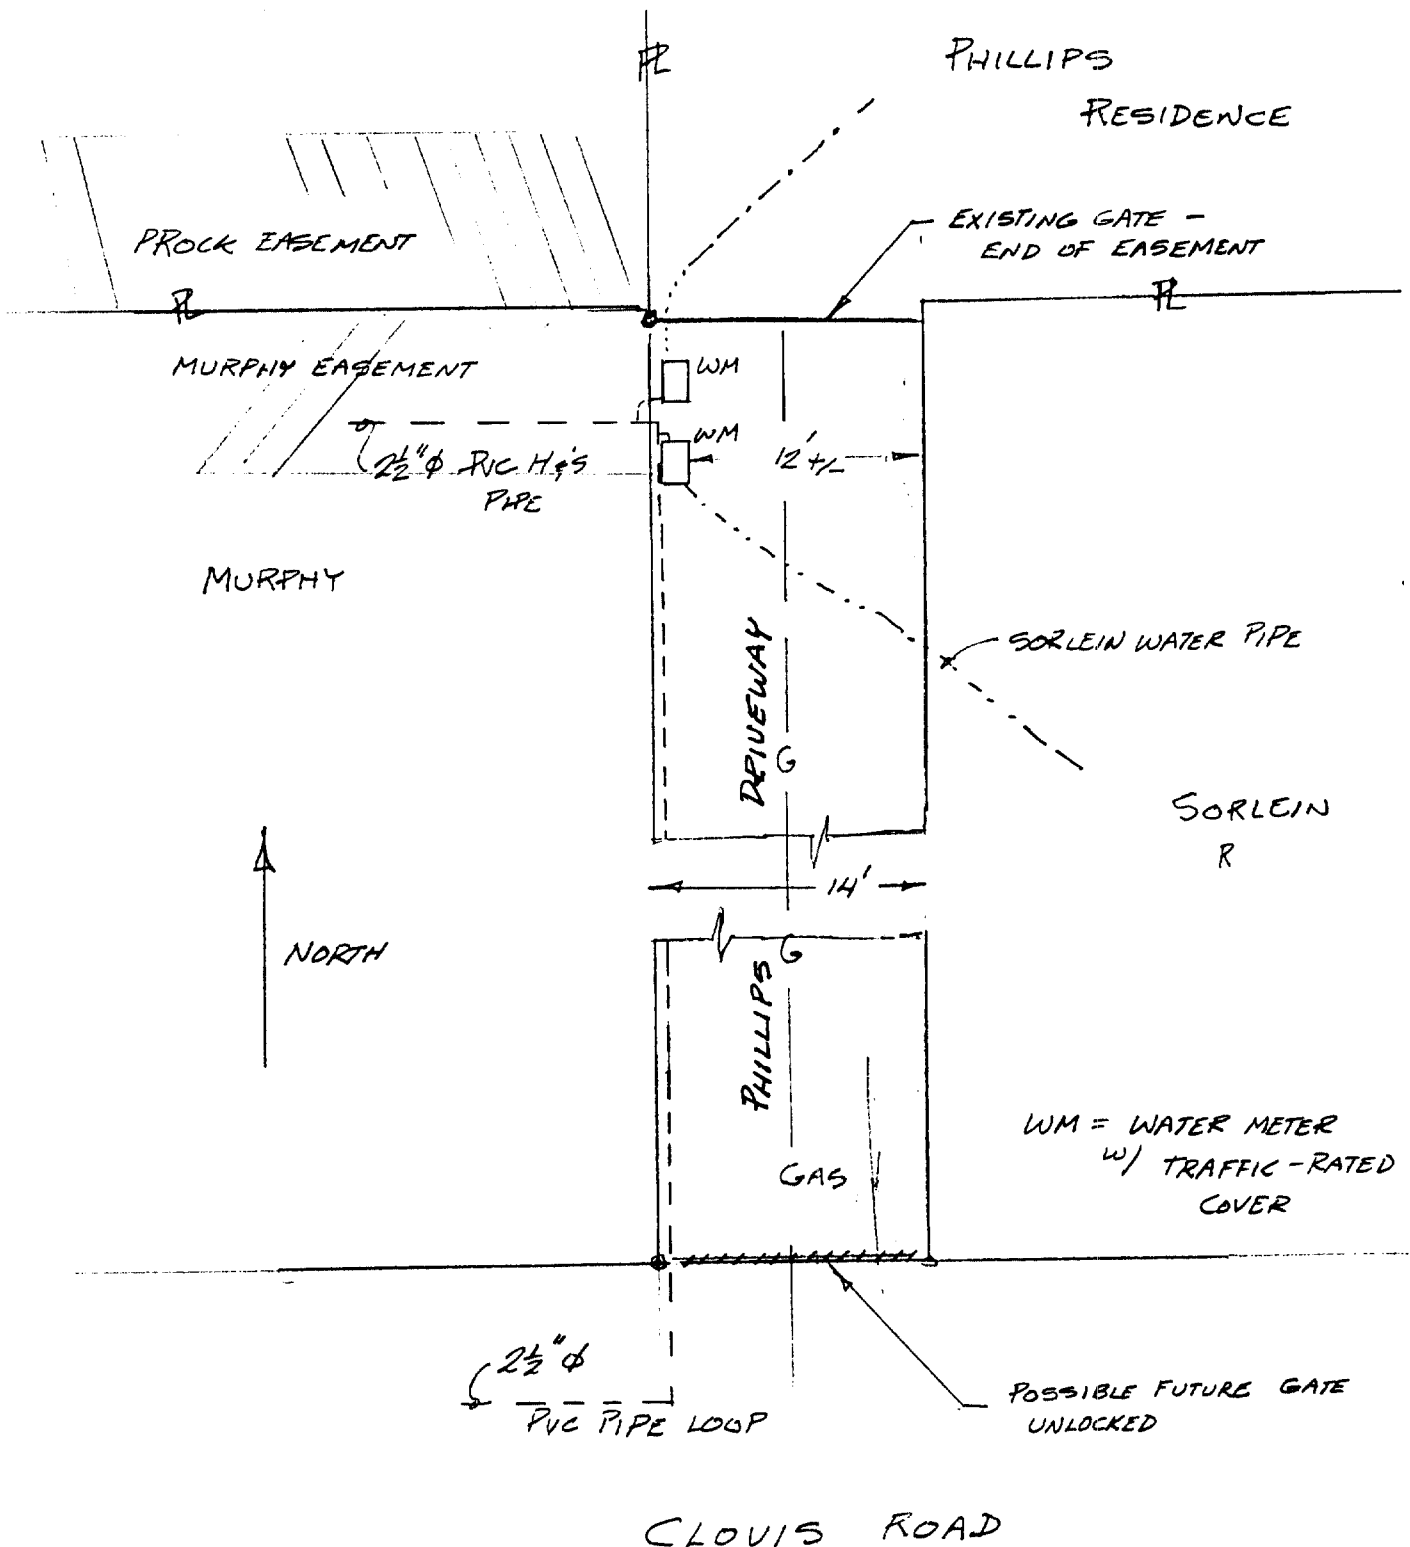 PL
PHILLIPS
RESIDENCE
EXISTING GATE -
END OF EASEMENT
PROCK EASEMENT
PL
PL
MURPHY EASEMENT
WM
WM
12' +/-
2½"ϕ PVC H&S
PIPE
MURPHY
SORLEIN WATER PIPE
DRIVEWAY
G
SORLEIN
R
14'
NORTH
G
PHILLIPS
WM = WATER METER
W/ TRAFFIC-RATED
COVER
GAS
2½"ϕ
PVC PIPE LOOP
POSSIBLE FUTURE GATE
UNLOCKED
CLOVIS ROAD